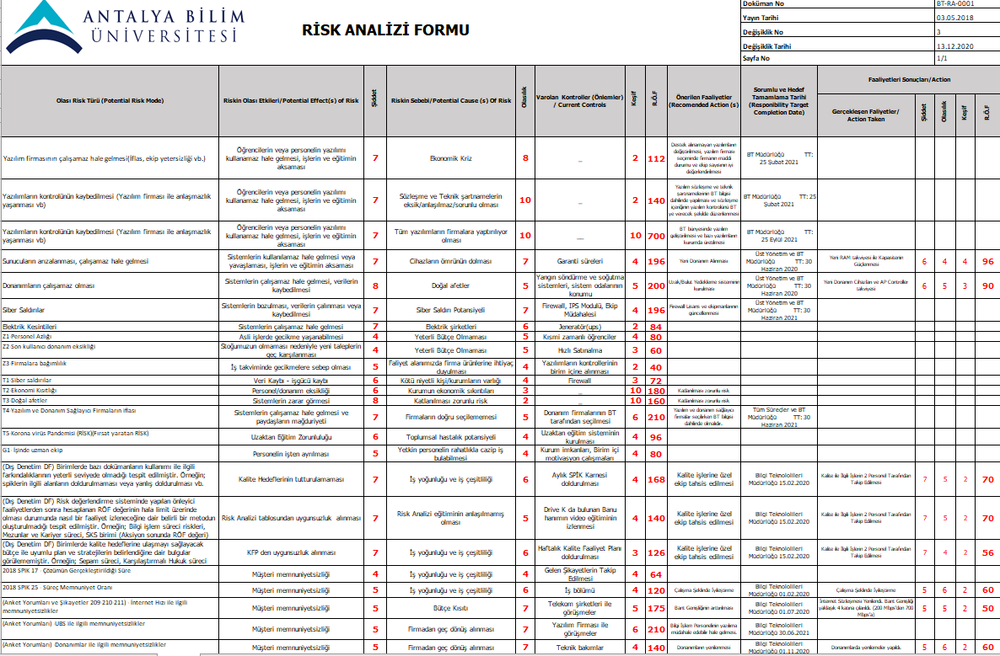 ANTALYA BİLİM
ÜNİVERSİTESİ
RİSK ANALİZİ FORMU
Doküman No BT-RA-0001
Yayın Tarihi 03.05.2018
Değişiklik No 3
Değişiklik Tarihi 13.12.2020
Sayfa No 1/1
Olası Risk Türü (Potential Risk Mode)
Riskin Olası Etkileri/Potential Effect(s) of Risk
Şiddet
Riskin Sebebi/Potential Cause (s) Of Risk
Olasılık
Varolan Kontroller (Önlemler)
/ Current Controls
Keşif
R.Ö.F
Önerilen Faaliyetler
(Recomended Action (s)
Sorumlu ve Hedef
Tamamlama Tarihi
(Responibility Target
Completion Date)
Faaliyetleri Sonuçları/Action
Gerçekleşen Faliyetler/
Action Taken
Şiddet
Olasılık
Keşif
R.Ö.F
Yazılım firmasının çalışamaz hale gelmesi(İflas, ekip yetersizliği vb.)
Öğrencilerin veya personelin yazılımı
kullanamaz hale gelmesi, işlerin ve eğitimin
aksaması
7
Ekonomik Kriz
8
_
2 112
Destek alınamayan yazılımların
değiştirilmesi, yazılım firması
seçiminde firmanın maddi
durumu ve ekip sayısının iyi
değerlendirilmesi
BT Müdürlüğü TT:
25 Şubat 2021
Yazılımların kontrolünün kaybedilmesi (Yazılım firması ile anlaşmazlık
yaşanması vb)
Öğrencilerin veya personelin yazılımı
kullanamaz hale gelmesi, işlerin ve eğitimin
aksaması
7
Sözleşme ve Teknik şartnamelerin
eksik/anlaşılmaz/sorunlu olması
10
_
2 140
Yazılım sözleşme ve teknik
şartnamelerinin BT bilgisi
dahilinde yapılması ve sözleşme
içeriğinin yazılım kontrolünü BT
ye verecek şekilde düzenlenmesi
BT Müdürlüğü TT: 25
Şubat 2021
Yazılımların kontrolünün kaybedilmesi (Yazılım firması ile anlaşmazlık
yaşanması vb)
Öğrencilerin veya personelin yazılımı
kullanamaz hale gelmesi, işlerin ve eğitimin
aksaması
7
Tüm yazılımların firmalara yaptırılıyor
olması
10
__
10 700
BT bünyesinde yazılım
geliştirilmesi ve bazı yazılımların
kurumda üretilmesi
BT Müdürlüğü TT:
25 Eylül 2021
Sunucuların arızalanması, çalışamaz hale gelmesi
Sistemlerin kullanılamaz hale gelmesi veya
yavaşlaması, işlerin ve eğitimin aksaması
7
Cihazların ömrünün dolması
7
Garanti süreleri
4 196
Yeni Donanım Alınması
Üst Yönetim ve BT
Müdürlüğü TT: 30
Haziran 2020
Yeni RAM takviyesi ile Kapasitenin
Güçlenmesi
6 4 4 96
Donanımların çalışamaz olması
Sistemlerin çalışamaz hale gelmesi, verilerin
kaybedilmesi
8
Doğal afetler
5
Yangın söndürme ve soğutma
sistemleri, sistem odalarının
konumu
5 200
Uzak/Bulut Yedekleme sisteminin
kurulması
Üst Yönetim ve BT
Müdürlüğü TT: 30
Haziran 2020
Yeni Donanım Cihazları ve AP Controller
takviyesi
6 5 3 90
Siber Saldırılar
Sistemlerin bozulması, verilerin çalınması veya
kaybedilmesi
7
Siber Saldırı Potansiyeli
7
Firewall, IPS Modulü, Ekip
Müdahalesi
4 196
Firewall Lisans ve ekipmanlarının
güncellenmesi
Üst Yönetim ve BT
Müdürlüğü TT: 30
Haziran 2020
Elektrik Kesintileri Sistemlerin çalışamaz hale gelmesi 7 Elektrik şirketleri 6 Jeneratör(ups) 2 84
Z1 Personel Azlığı Asli işlerde gecikme yaşanabilmesi 4 Yeterli Bütçe Olmaması 5 Kısmi zamanlı öğrenciler 4 80
Z2 Son kullanıcı donanım eksikliği
Stoğumuzun olmaması nedeniyle yeni taleplerin
geç karşılanması
4 Yeterli Bütçe Olmaması 5 Hızlı Satınalma 3 60
Z3 Firmalara bağımlılık
İş takviminde gecikmelere sebep olması
5
Faliyet alanımızda firma ürünlerine ihtiyaç
duyulması
4
Yazılımların kontrollerinin
birim içine alınması
2 40
T1 Siber saldırılar Veri Kaybı - işgücü kaybı 6 Kötü niyetli kişi/kurumların varlığı 4 Firewall 3 72
T2 Ekonomi Kısıtlığı Personel/donanım eksikliği 6 Kurumun ekonomik sıkıntıları 3 _ 10 180 Katlanılması zorunlu risk
T3 Doğal afetler Sistemlerin zarar görmesi 8 Katlanılması zorunlu risk 2 _ 10 160 Katlanılması zorunlu risk
T4 Yazılım ve Donanım Sağlayıcı Firmaların iflası
Sistemlerin çalışamaz hale gelmesi ve
paydaşların mağduriyeti
7
Firmaların doğru seçilememesi
5
Donanım firmalarının BT
tarafından seçilmesi
6 210
Yazılım ve donanım sağlayıcı
firmalar seçilirken BT bilgisi
dahilinde olmalıdır.
Tüm Süreçler ve BT
Müdürlüğü TT: 30
Haziran 2020
T5 Korona virüs Pandemisi (RİSK)(Fırsat yaratan RİSK)
Uzaktan Eğitim Zorunluluğu
6
Toplumsal hastalık potansiyeli
4
Uzaktan eğitim sisteminin
kurulması
4 96
G1- İşinde uzman ekip
Personelin işten ayrılması
5
Yetkin personelin rahatlıkla cazip iş
bulabilmesi
4
Kurum imkanları, Birim içi
motivasyon çalışmaları
4 80
(Dış Denetim DF) Birimlerde bazı dokümanların kullanımı ile ilgili
farkındalıklarının yeterli seviyede olmadığı tespit edilmiştir. Örneğin;
spiklerin ilgili alanların doldurulmaması veya yanlış doldurulması vb.
Kalite Hedeflerinin tutturulamaması
7
İş yoğunluğu ve iş çeşitliliği
6
Aylık SPİK Karnesi
doldurulması
4 168
Kalite işlerine özel
ekip tahsis edilmesi
Bilgi Teknololileri
Müdürlüğü 15.02.2020
Kalite ile İlgili İşlerin 2 Personel Tarafından
Takip Edilmesi
7 5 2 70
(Dış Denetim DF) Risk değerlendirme sisteminde yapılan önleyici
faaliyetlerden sonra hesaplanan RÖF değerinin hala limit üzerinde
olması durumunda nasıl bir faaliyet izleneceğine dair belirli bir metodun
oluşturulmadığı tespit edilmiştir. Örneğin; Bilgi işlem süreci riskleri,
Mezunlar ve Kariyer süreci, SKS birimi (Aksiyon sonunda RÖF değeri)
Risk Analizi tablosundan uygunsuzluk alınması
7
Risk Analizi eğitiminin anlaşılmamış
olması
5
Drive K da bulunan Banu
hanımın video eğitiminin
izlenmesi
4 140
Kalite işlerine özel
ekip tahsis edilmesi
Bilgi Teknololileri
Müdürlüğü 15.02.2020
Kalite ile İlgili İşlerin 2 Personel Tarafından
Takip Edilmesi
7 5 2 70
(Dış Denetim DF) Birimlerde kalite hedeflerine ulaşmayı sağlayacak
bütçe ile uyumlu plan ve stratejilerin belirlendiğine dair bulgular
görülememiştir. Örneğin; Sepam süreci, Karşılaştırmalı Hukuk süreci
KFP den uygunsuzluk alınması
7
İş yoğunluğu ve iş çeşitliliği
6
Haftalık Kalite Faaliyet Planı
doldurulması
3 126
Kalite işlerine özel
ekip tahsis edilmesi
Bilgi Teknololileri
Müdürlüğü 15.02.2020
Kalite ile İlgili İşlerin 2 Personel Tarafından
Takip Edilmesi
7 4 2 56
2018 SPIK 17 - Çözümün Gerçekleştirildiği Süre
Müşteri memnuniyetsizliği
4
İş yoğunluğu ve iş çeşitliliği
4
Gelen Şikayetlerin Takip
Edilmesi
4 64
2018 SPIK 25 - Süreç Memnuniyet Oranı
Müşteri memnuniyetsizliği
5
İş yoğunluğu ve iş çeşitliliği
6
İş bölümü
4 120
Çalışma Şeklinde İyileştirme
Bilgi Teknololileri
Müdürlüğü 01.02.2020
Çalışma Şeklinde İyileştirme
5 6 2 60
(Anket Yorumları ve Şikayetler 209-210-211) - İnternet Hızı ile ilgili
memnuniyetsizlikler
Müşteri memnuniyetsizliği
5
Bütçe Kısıtı
7
Telekom şirketleri ile
görüşmeler
5 175
Bant Genişliğinin arttırılması
Bilgi Teknololileri
Müdürlüğü 01.07.2020
İnternet Sözleşmesi Yenilendi. Bant Genişliği
yaklaşık 4 katına çıkarıldı. (200 Mbps'den 700
Mbps'a)
5 5 2 50
(Anket Yorumları) -UBS ile ilgili memnuniyetsizlikler
Müşteri memnuniyetsizliği
5
Firmadan geç dönüş alınması
7
Yazılım Firması ile
görüşmeler
6 210
Bilgi İşlem Personelinin yazılıma
müdahale edebilir hale gelmesi.
Bilgi Teknololileri
Müdürlüğü 30.06.2021
(Anket Yorumları) Donanımlar ile ilgili memnuniyetsizlikler
Müşteri memnuniyetsizliği
5
Firmadan geç dönüş alınması
7
Teknik bakımlar
4 140
Donanımların yenilenmesi
Bilgi Teknololileri
Müdürlüğü 01.11.2020
Donanımlarda yenilemeler yapıldı.
5 6 2 60